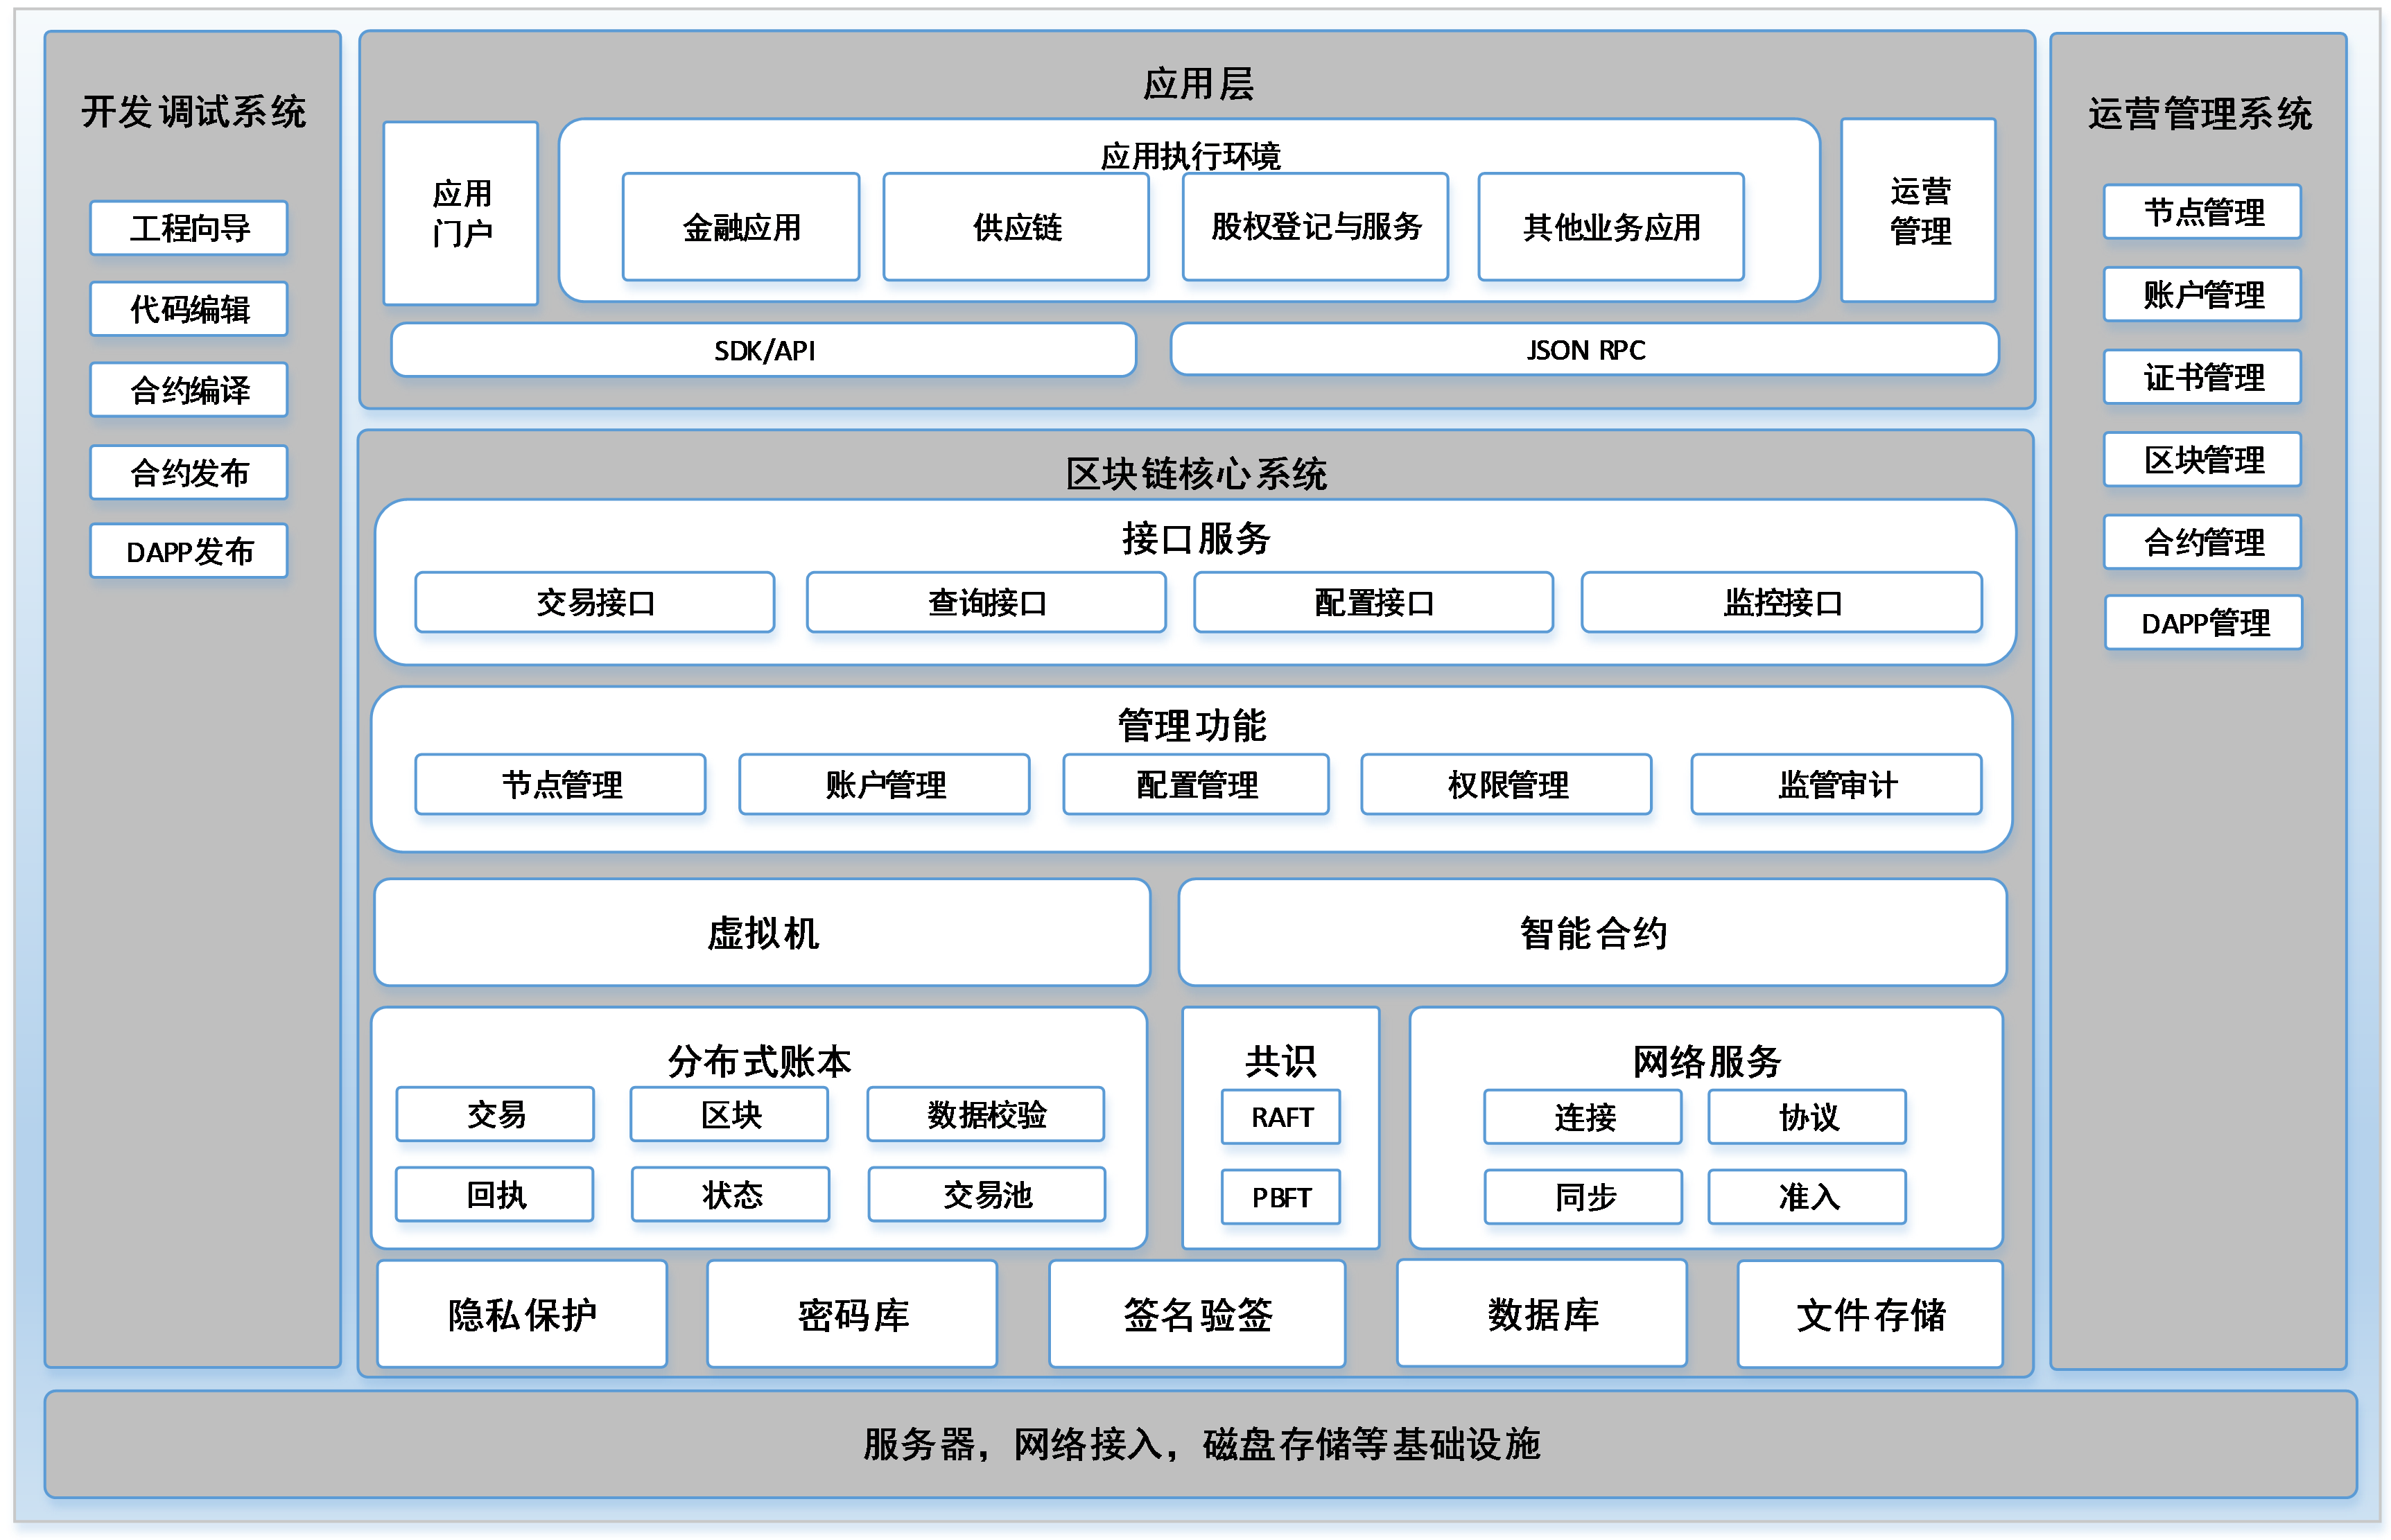 开发调试系统
工程向导
代码编辑
合约编译
合约发布
DAPP发布
应用层
应用
门户
应用执行环境
金融应用
供应链
股权登记与服务
其他业务应用
运营
管理
SDK/API
JSON RPC
区块链核心系统
接口服务
交易接口
查询接口
配置接口
监控接口
管理功能
节点管理
账户管理
配置管理
权限管理
监管审计
虚拟机
智能合约
分布式账本
交易
区块
数据校验
回执
状态
交易池
共识
RAFT
PBFT
网络服务
连接
协议
同步
准入
隐私保护
密码库
签名验签
数据库
文件存储
运营管理系统
节点管理
账户管理
证书管理
区块管理
合约管理
DAPP管理
服务器，网络接入，磁盘存储等基础设施